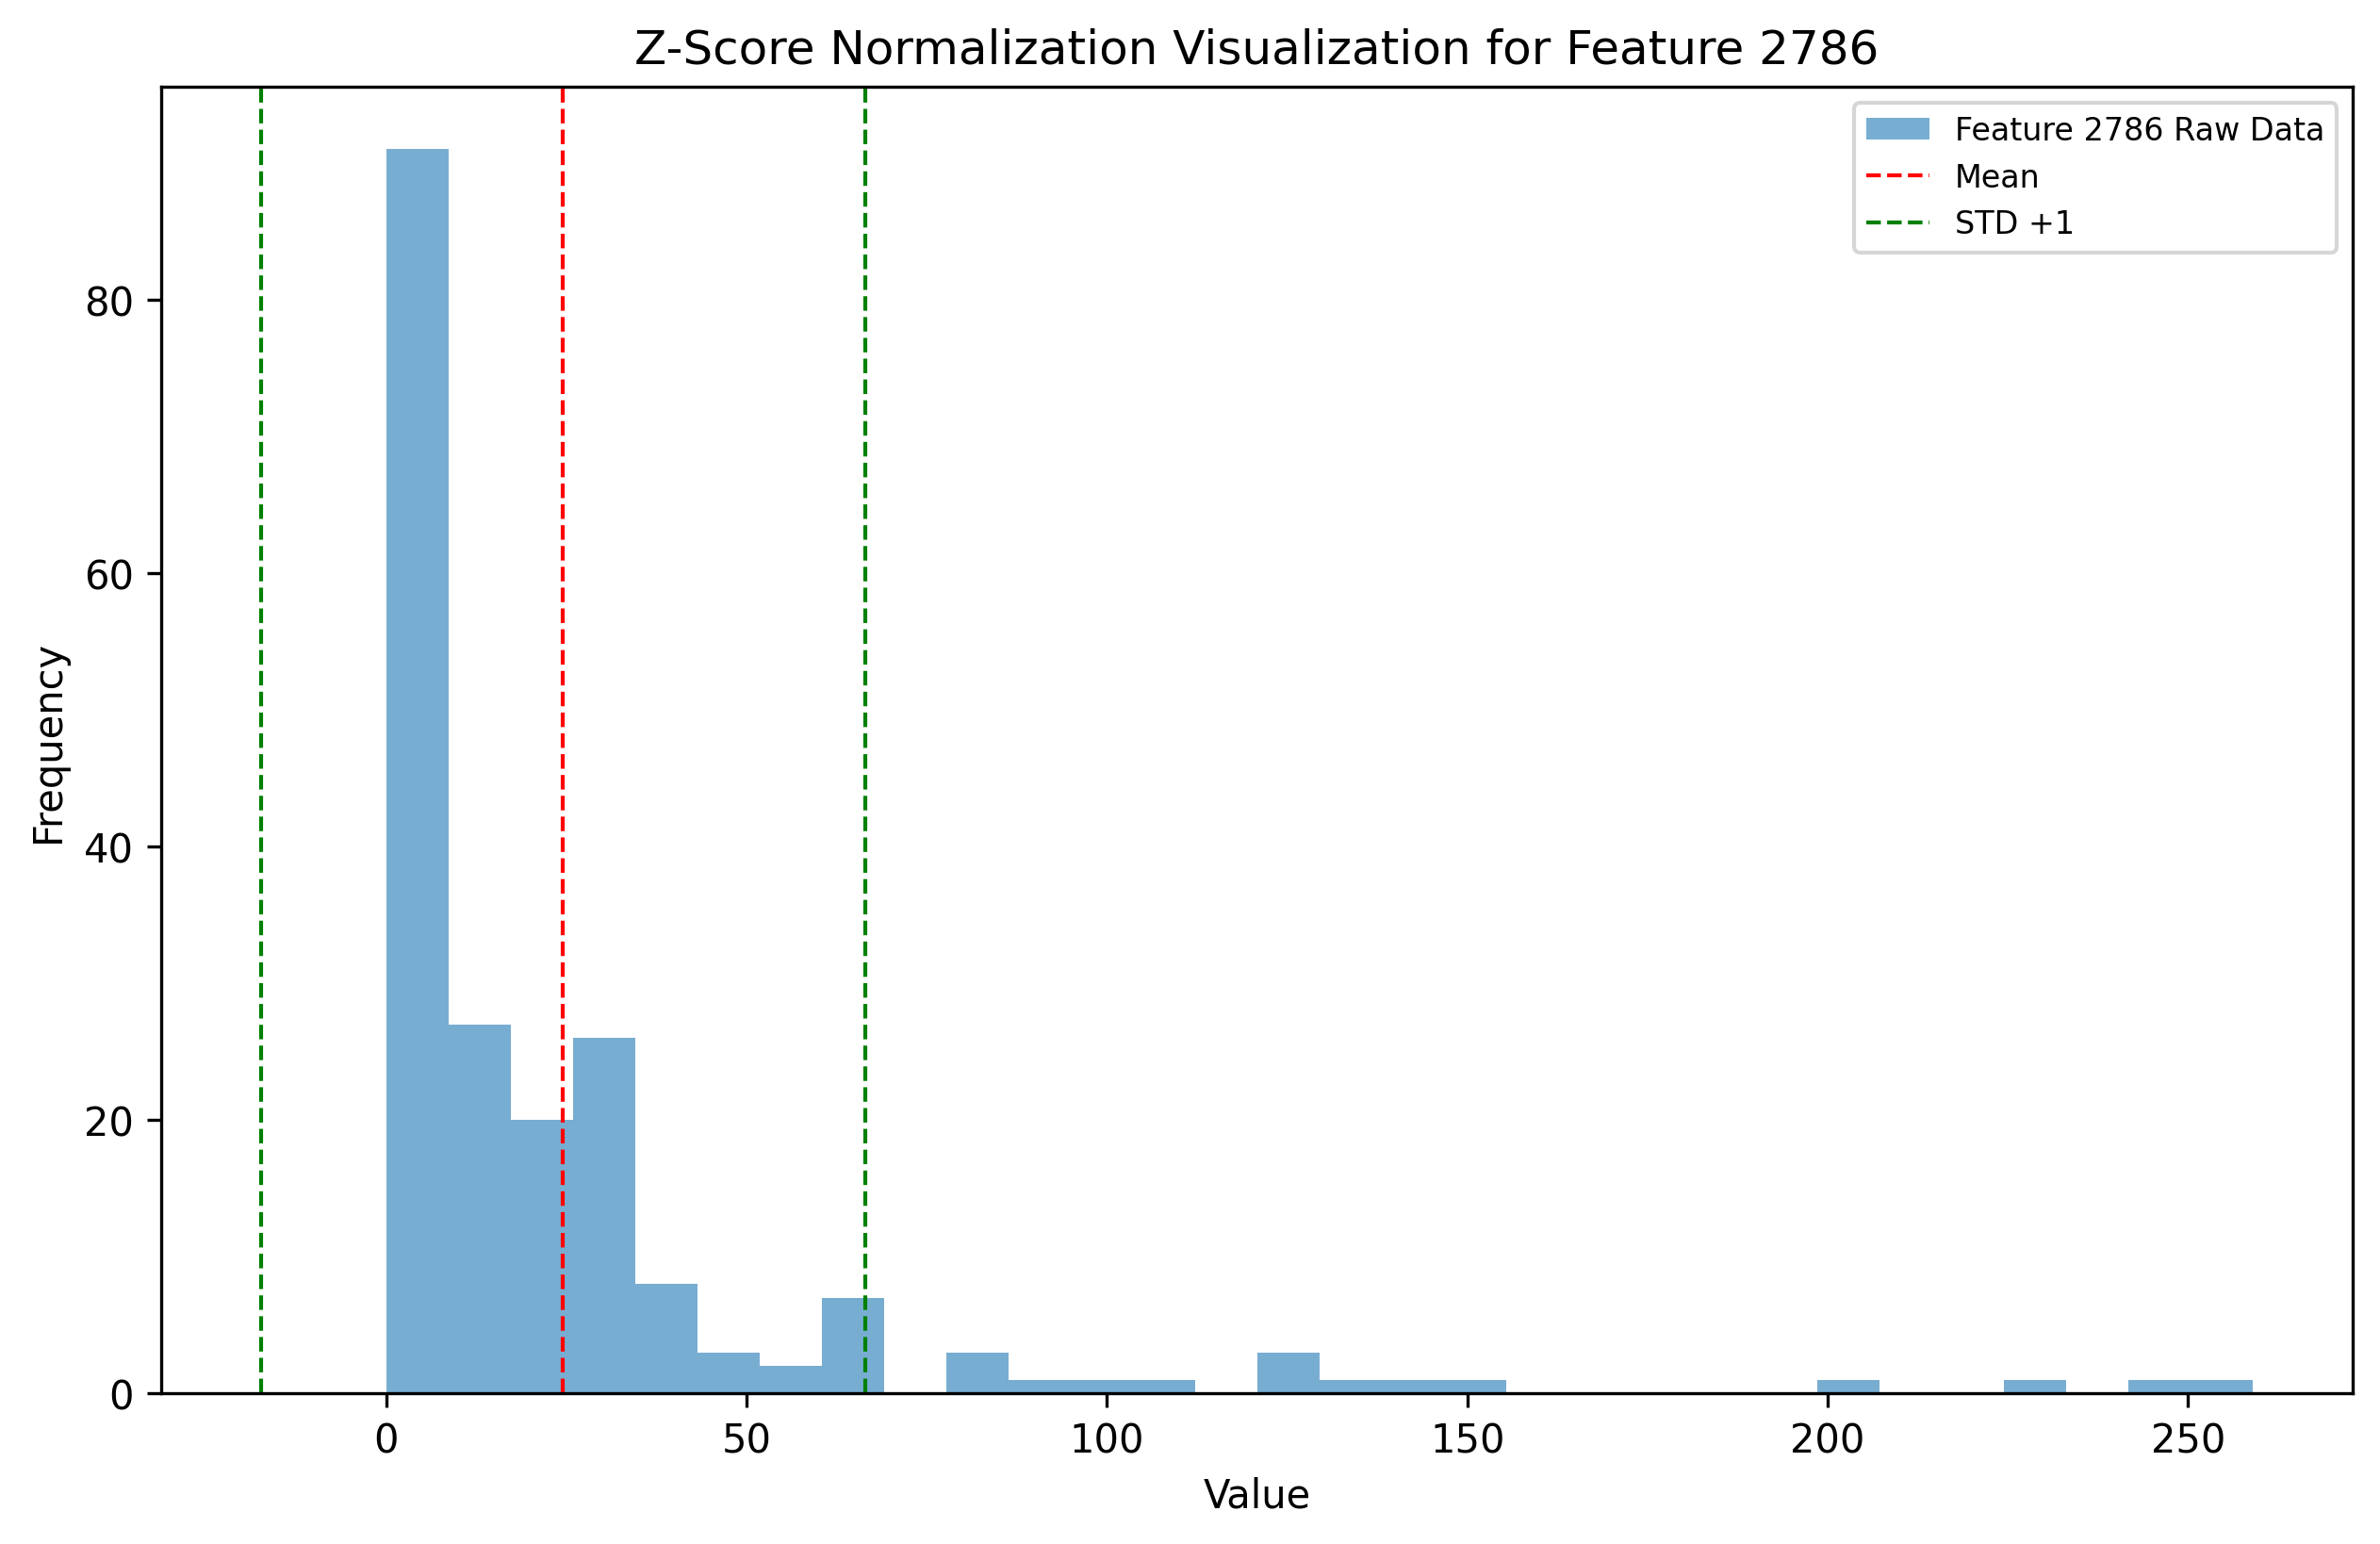 Z-Score Normalization Visualization for Feature 2786
Feature 2786 Raw Data
Mean
STD +1
80
60
40
20
0
Frequency
0 50 100 150 200 250
Value